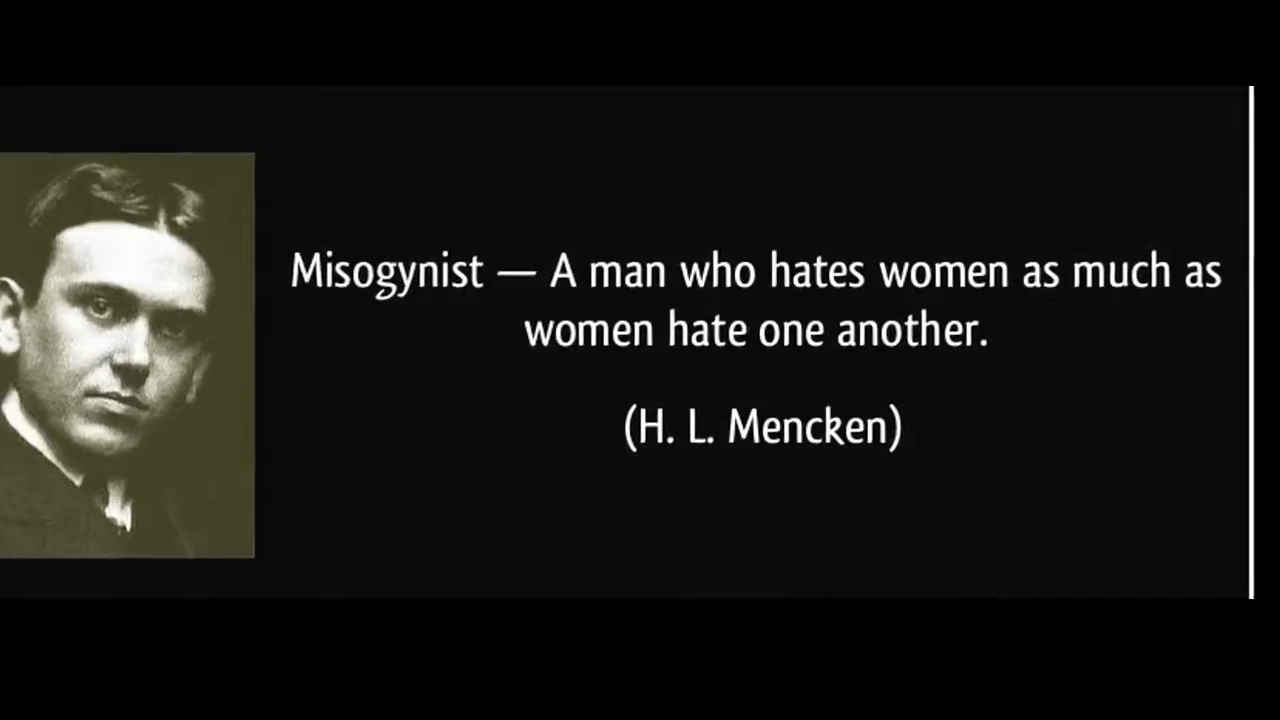 Misogynist — A man who hates women as much as
women hate one another.
(H. L. Mencken)